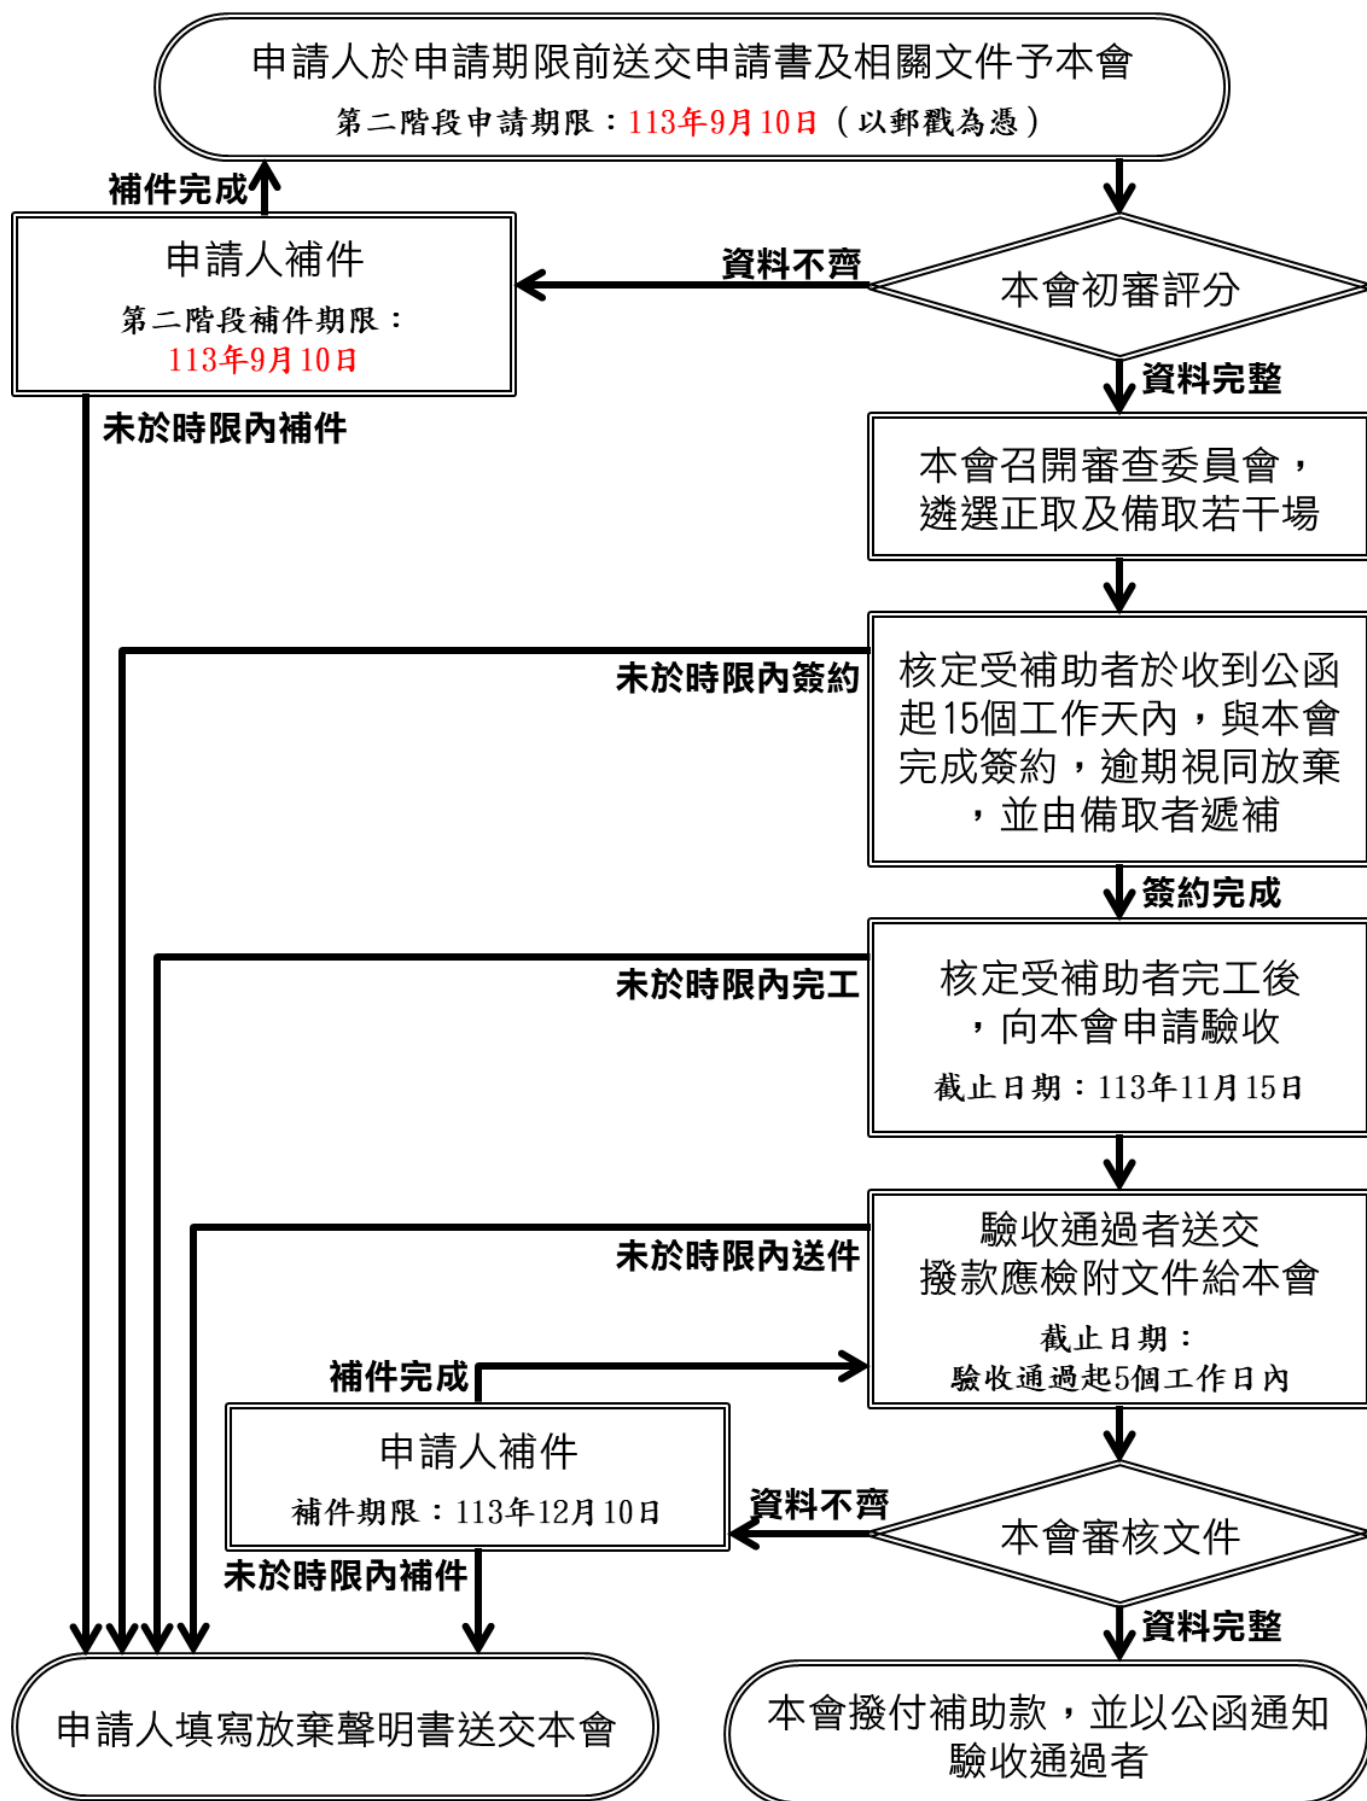 申請人於申請期限前送交申請書及相關文件予本會
第二階段申請期限：113年9月10日（以郵戳為憑）
補件完成
申請人補件
第二階段補件期限：
113年9月10日
資料不齊
本會初審評分
資料完整
未於時限內補件
本會召開審查委員會，
遴選正取及備取若干場
未於時限內簽約
核定受補助者於收到公函
起15個工作天內，與本會
完成簽約，逾期視同放棄
，並由備取者遞補
簽約完成
未於時限內完工
核定受補助者完工後
，向本會申請驗收
截止日期：113年11月15日
未於時限內送件
驗收通過者送交
撥款應檢附文件給本會
截止日期：
驗收通過起5個工作日內
補件完成
申請人補件
補件期限：113年12月10日
資料不齊
本會審核文件
未於時限內補件
資料完整
申請人填寫放棄聲明書送交本會
本會撥付補助款，並以公函通知
驗收通過者